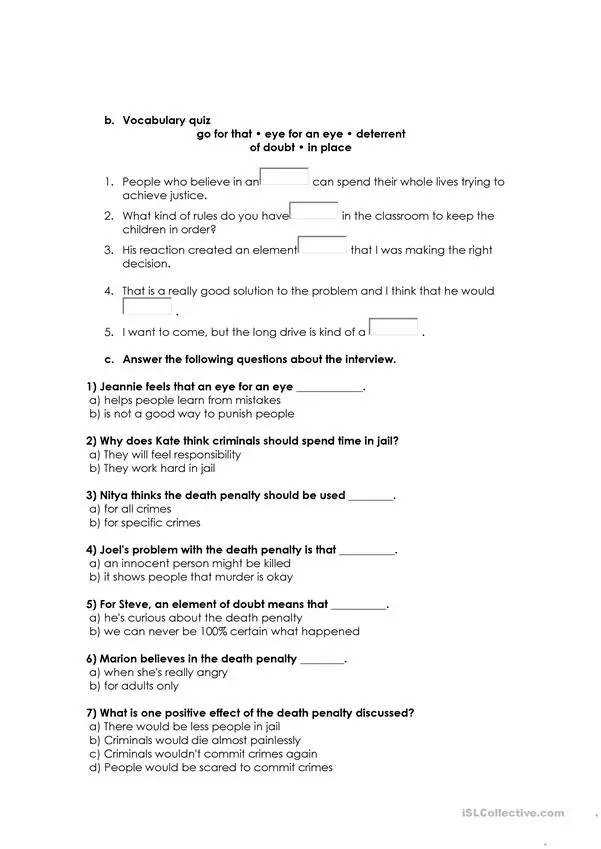 b. Vocabulary quiz
go for that • eye for an eye • deterrent
of doubt • in place
1. People who believe in an can spend their whole lives trying to
achieve justice.
2. What kind of rules do you have in the classroom to keep the
children in order?
3. His reaction created an element that I was making the right
decision.
4. That is a really good solution to the problem and I think that he would
.
5. I want to come, but the long drive is kind of a .
c. Answer the following questions about the interview.
1) Jeannie feels that an eye for an eye ____________.
a) helps people learn from mistakes
b) is not a good way to punish people
2) Why does Kate think criminals should spend time in jail?
a) They will feel responsibility
b) They work hard in jail
3) Nitya thinks the death penalty should be used ________.
a) for all crimes
b) for specific crimes
4) Joel's problem with the death penalty is that __________.
a) an innocent person might be killed
b) it shows people that murder is okay
5) For Steve, an element of doubt means that __________.
a) he's curious about the death penalty
b) we can never be 100% certain what happened
6) Marion believes in the death penalty ________.
a) when she's really angry
b) for adults only
7) What is one positive effect of the death penalty discussed?
a) There would be less people in jail
b) Criminals would die almost painlessly
c) Criminals wouldn't commit crimes again
d) People would be scared to commit crimes
iSLCollective.com